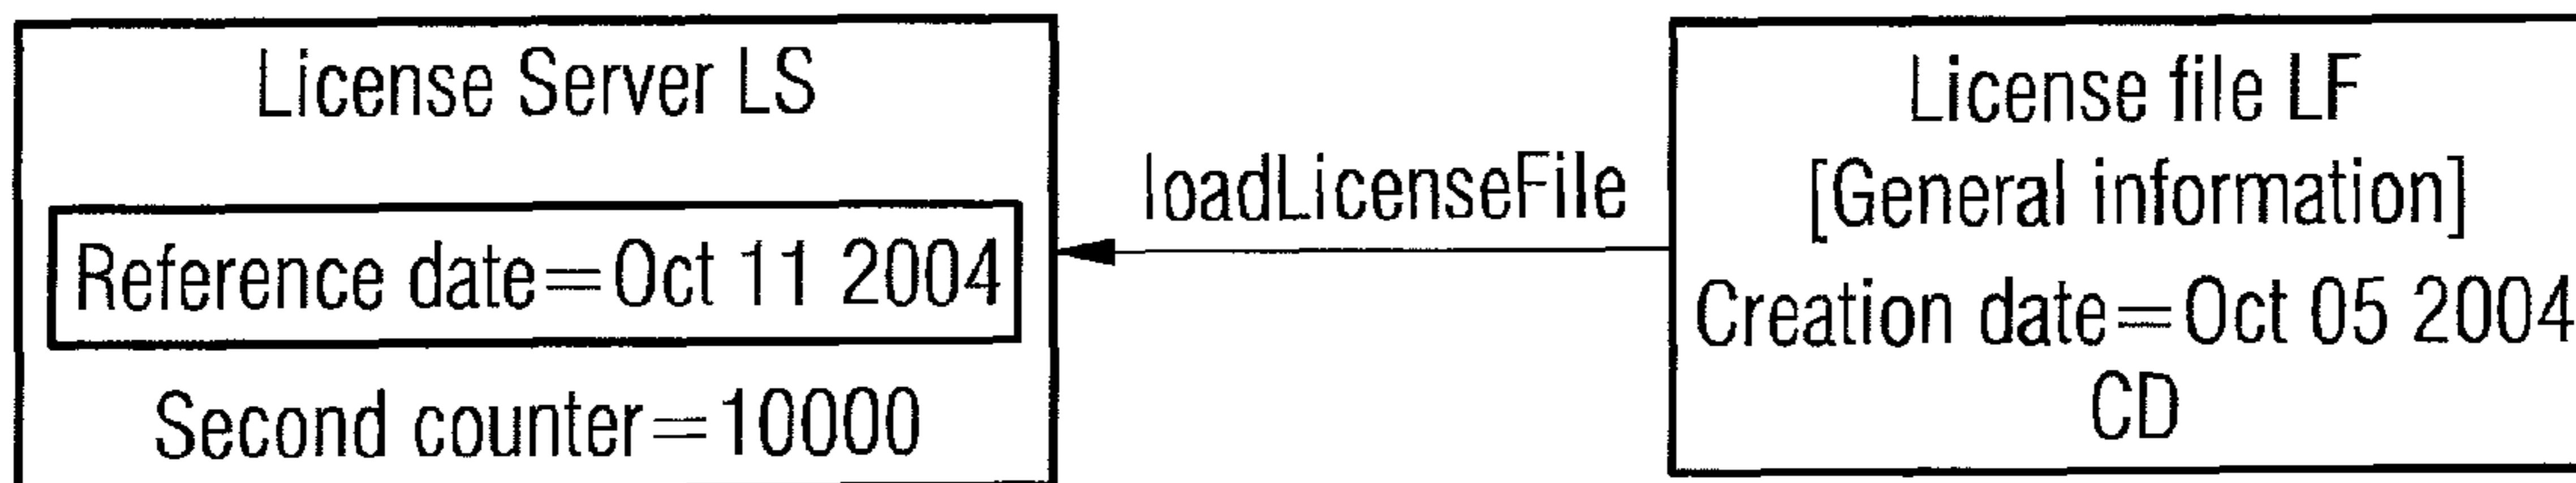 License Server LS
Reference date=Oct 11 2004
Second counter=10000
loadLicenseFile
License file LF
[General information]
Creation date=Oct 05 2004
CD